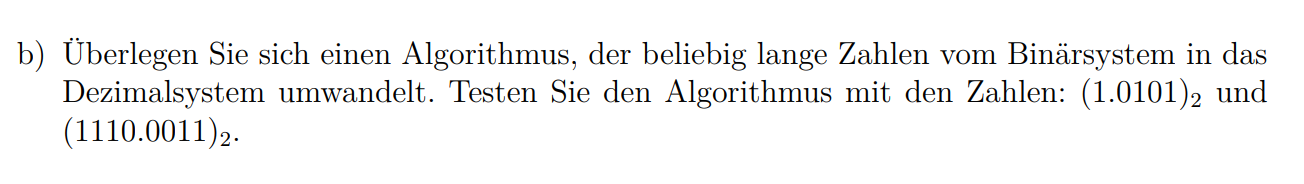 b) Überlegen Sie sich einen Algorithmus, der beliebig lange Zahlen vom Binärsystem in das
Dezimalsystem umwandelt. Testen Sie den Algorithmus mit den Zahlen: (1.0101)₂ und
(1110.0011)₂.